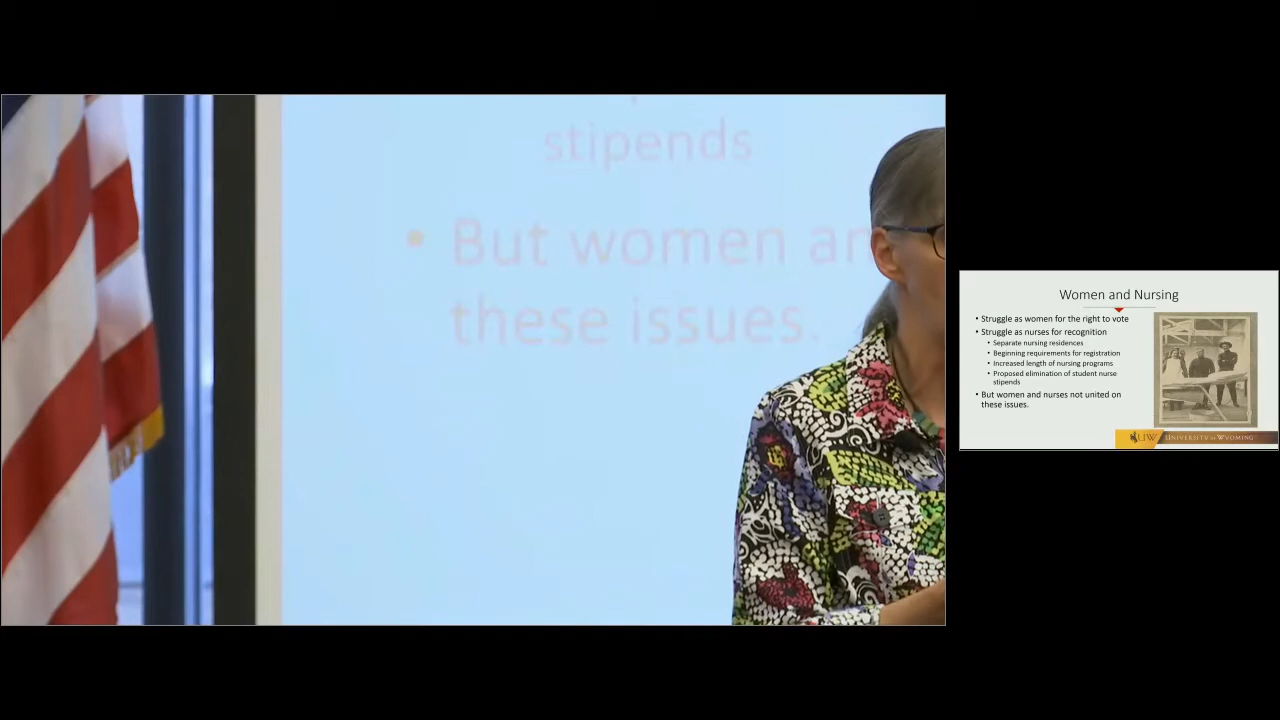 stipends
• But women an
these issues.
Women and Nursing
• Struggle as women for the right to vote
• Struggle as nurses for recognition
• Separate nursing residences
• Beginning requirements for registration
• Increased length of nursing programs
• Proposed elimination of student nurse
stipends
• But women and nurses not united on
these issues.
UW UNIVERSITY OF WYOMING